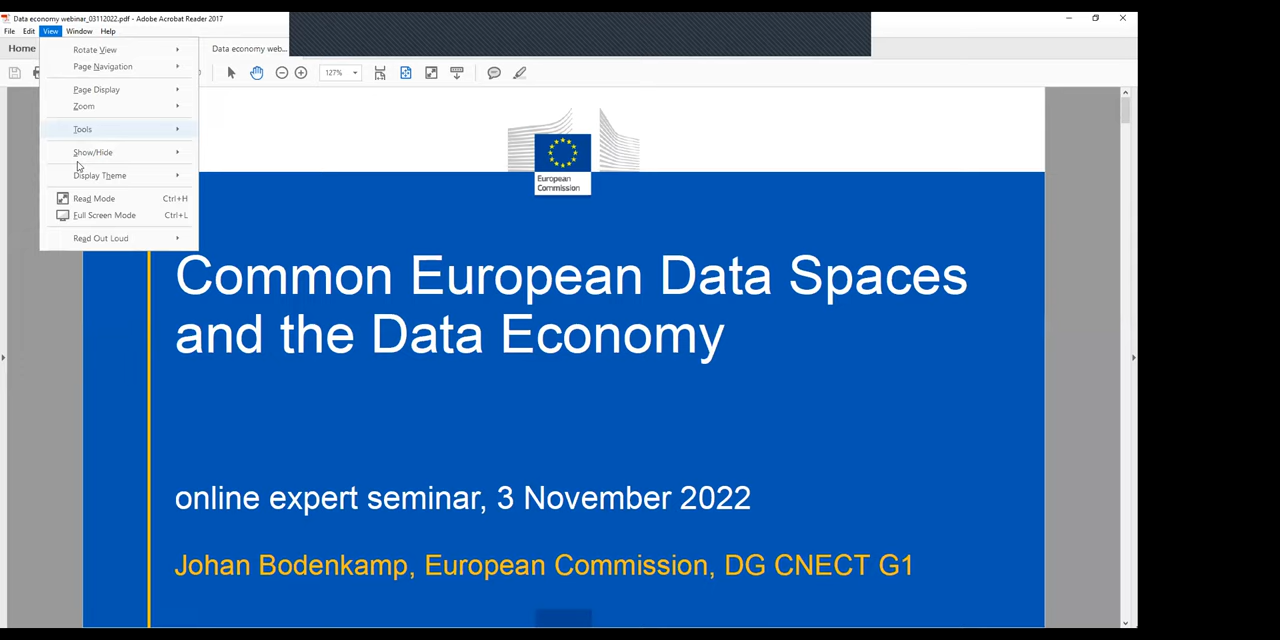 Data economy webinar_03112022.pdf - Adobe Acrobat Reader 2017
File Edit View Window Help
Home
Data economy web...
127%
Rotate View
Page Navigation
Page Display
Zoom
Tools
Show/Hide
Display Theme
Read Mode Ctrl+H
Full Screen Mode Ctrl+L
Read Out Loud
European
Commission
Common European Data Spaces
and the Data Economy
online expert seminar, 3 November 2022
Johan Bodenkamp, European Commission, DG CNECT G1